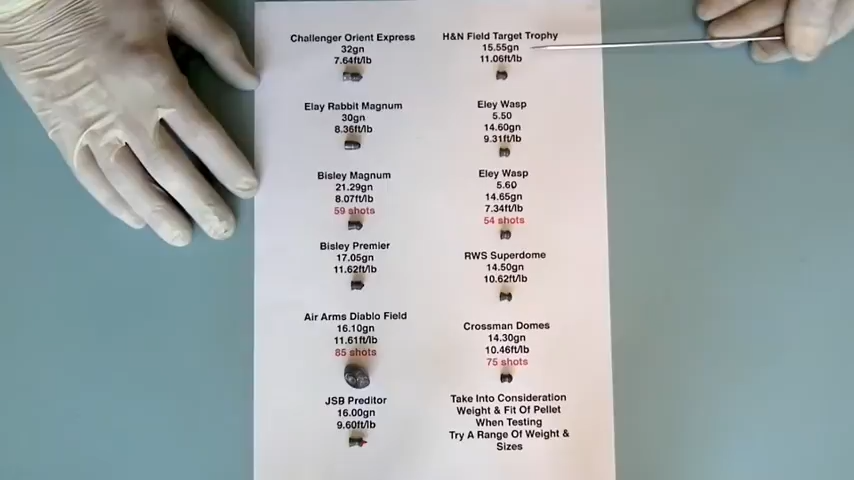 Challenger Orient Express
32gn
7.64ft/lb
Elay Rabbit Magnum
30gn
8.36ft/lb
Bisley Magnum
21.29gn
8.07ft/lb
59 shots
Bisley Premier
17.05gn
11.62ft/lb
Air Arms Diablo Field
16.10gn
11.61ft/lb
85 shots
JSB Preditor
16.00gn
9.60ft/lb
H&N Field Target Trophy
15.55gn
11.06ft/lb
Eley Wasp
5.50
14.60gn
9.31ft/lb
Eley Wasp
5.60
14.65gn
7.34ft/lb
54 shots
RWS Superdome
14.50gn
10.62ft/lb
Crossman Domes
14.30gn
10.46ft/lb
75 shots
Take Into Consideration
Weight & Fit Of Pellet
When Testing
Try A Range Of Weight &
Sizes